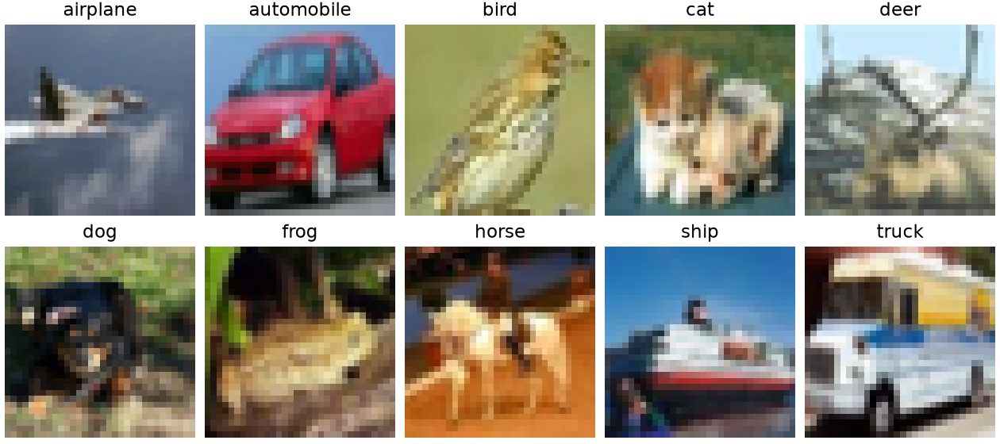 airplane automobile bird cat deer
dog frog horse ship truck